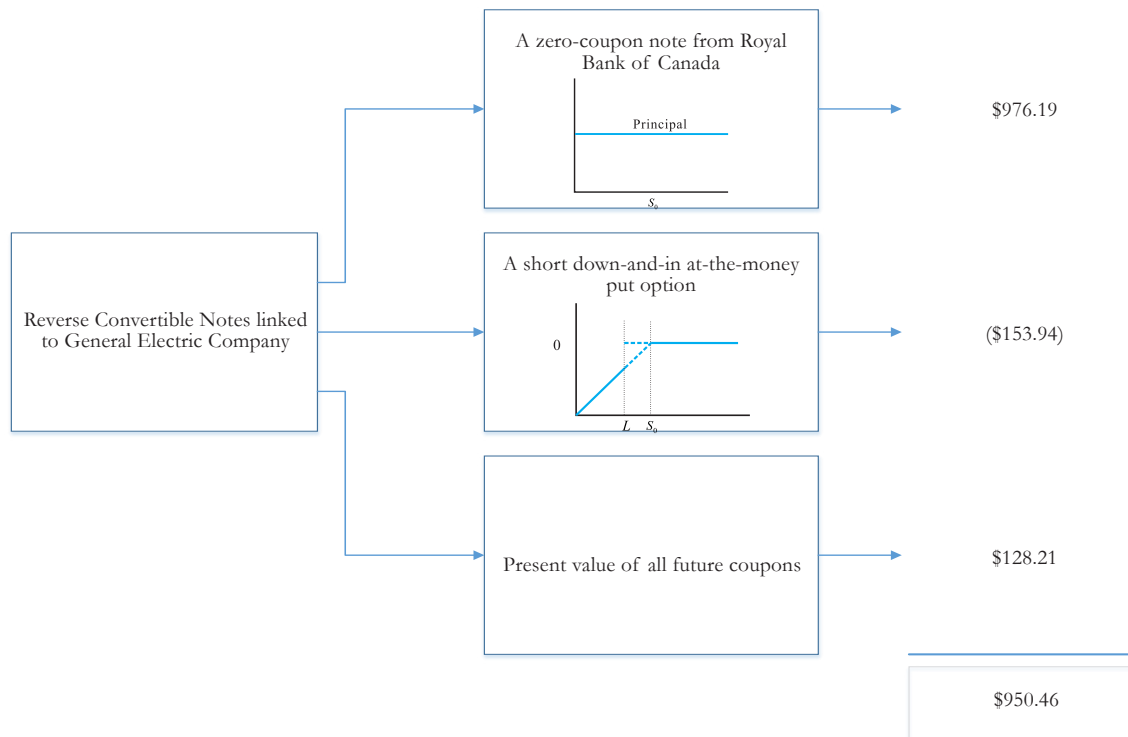 A zero-coupon note from Royal
Bank of Canada
Principal
S₀
$976.19
Reverse Convertible Notes linked
to General Electric Company
A short down-and-in at-the-money
put option
0
L S₀
($153.94)
Present value of all future coupons
$128.21
$950.46